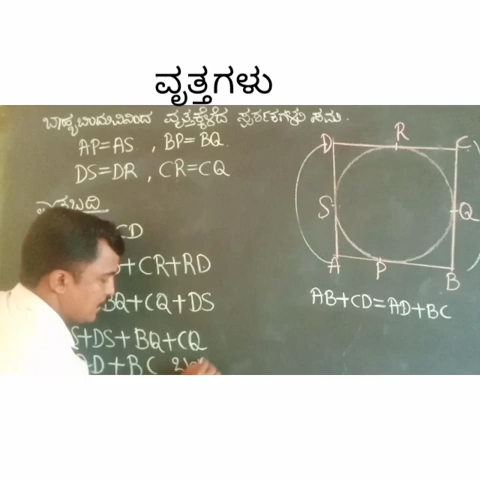 ವೃತ್ತಗಳು
ಬಾಹ್ಯಬಿಂದುವಿನಿಂದ ವೃತ್ತಕ್ಕೆಳೆದ ಸ್ಪರ್ಶಕಗಳು ಸಮ.
AP=AS , BP=BQ.
DS=DR , CR=CQ
CD
+CR+RD
BQ+CQ+DS
+DS+BQ+CQ
D+BC
D R C
S Q
A P B
AB+CD=AD+BC